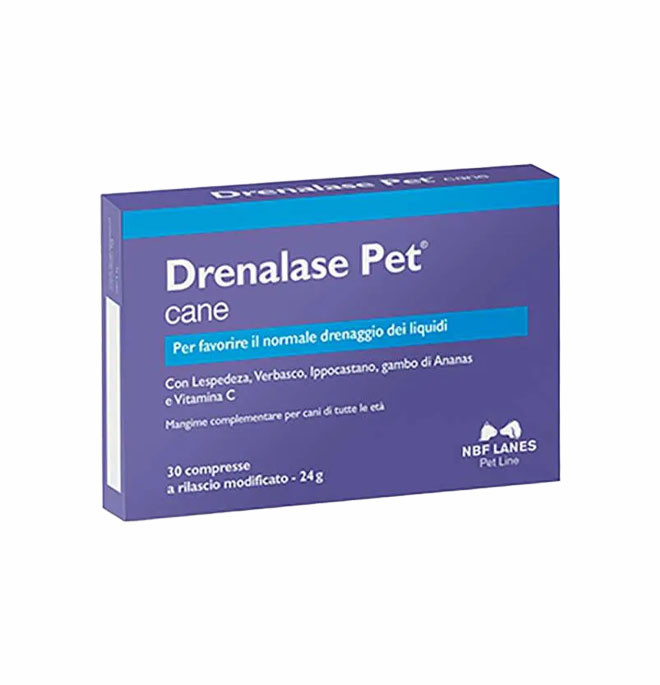 Drenalase Pet® cane
Drenalase Pet®
cane
Per favorire il normale drenaggio dei liquidi
Con Lespedeza, Verbasco, Ippocastano, gambo di Ananas
e Vitamina C
Mangime complementare per cani di tutte le età
30 compresse
a rilascio modificato - 24 g
NBF LANES
Pet Line